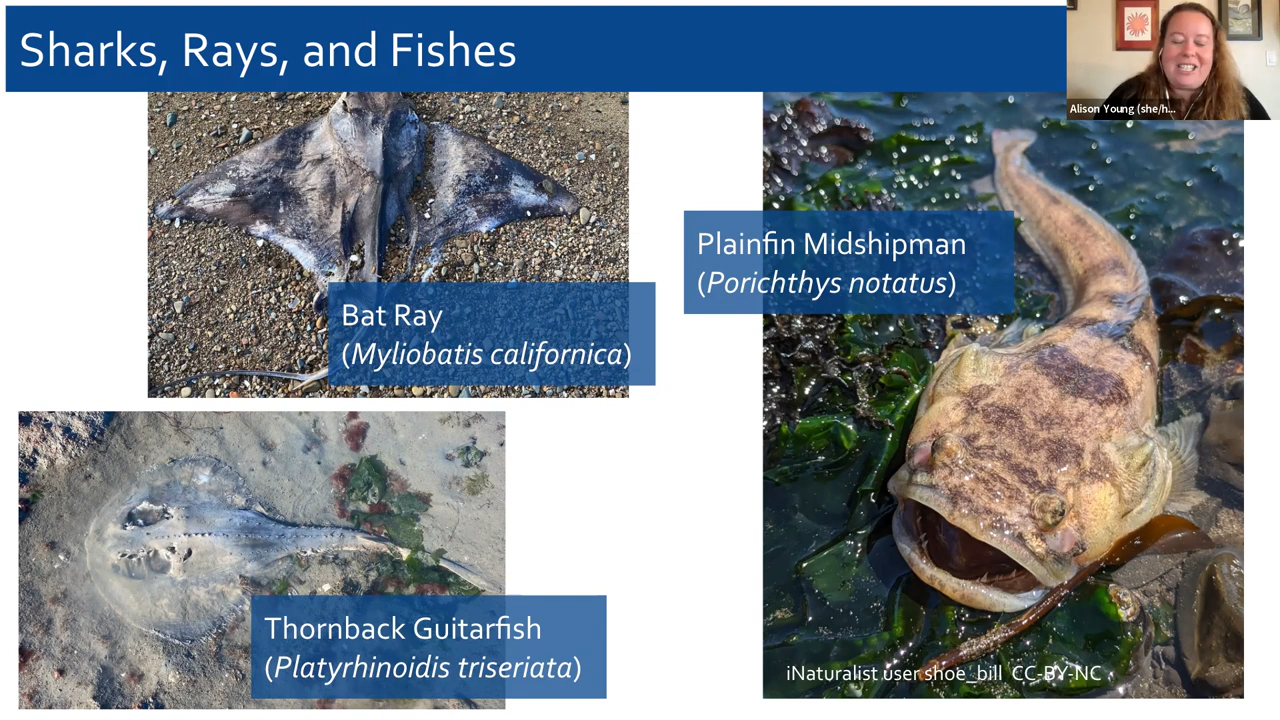 Sharks, Rays, and Fishes
Alison Young (she/h...
Bat Ray
(Myliobatis californica)
Plainfin Midshipman
(Porichthys notatus)
Thornback Guitarfish
(Platyrhinoidis triseriata)
iNaturalist user shoe_bill CC-BY-NC